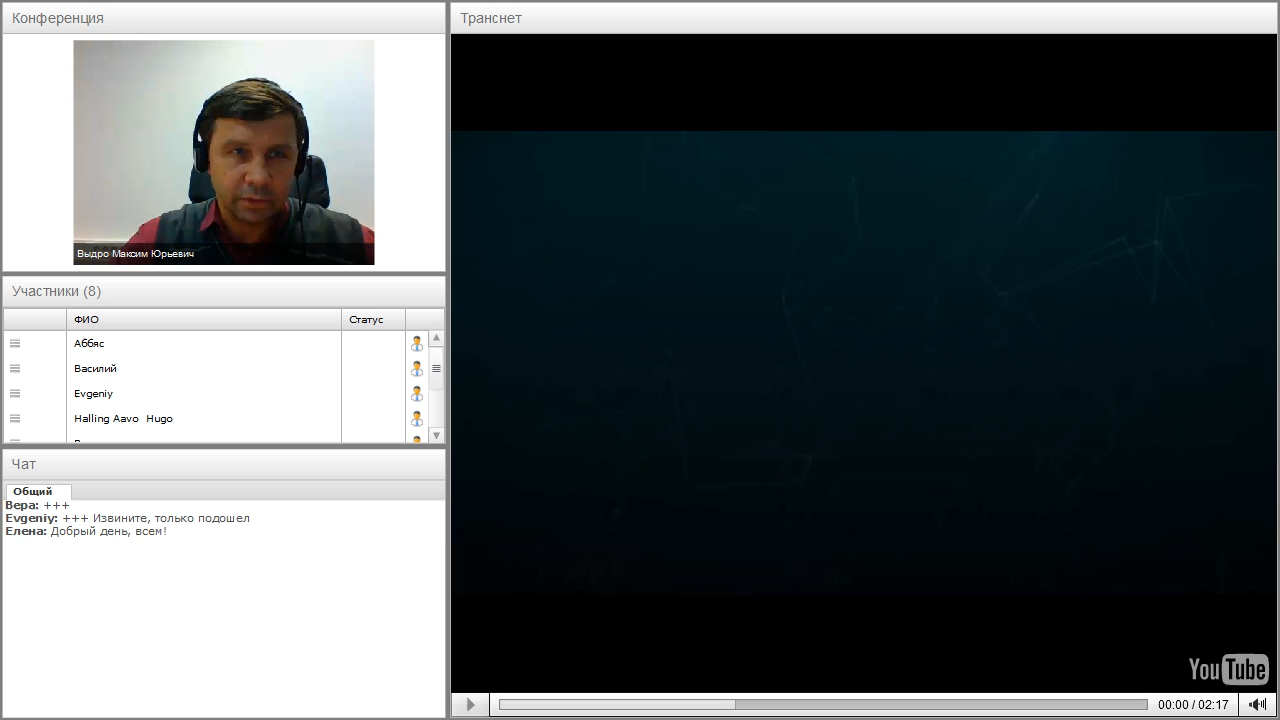 Конференция
Выдро Максим Юрьевич
Участники (8)
ФИО
Статус
Аббяс
Василий
Evgeniy
Halling Aavo Hugo
Чат
Общий
Вера: +++
Evgeniy: +++ Извините, только подошел
Елена: Добрый день, всем!
Транснет
YouTube
00:00 / 02:17